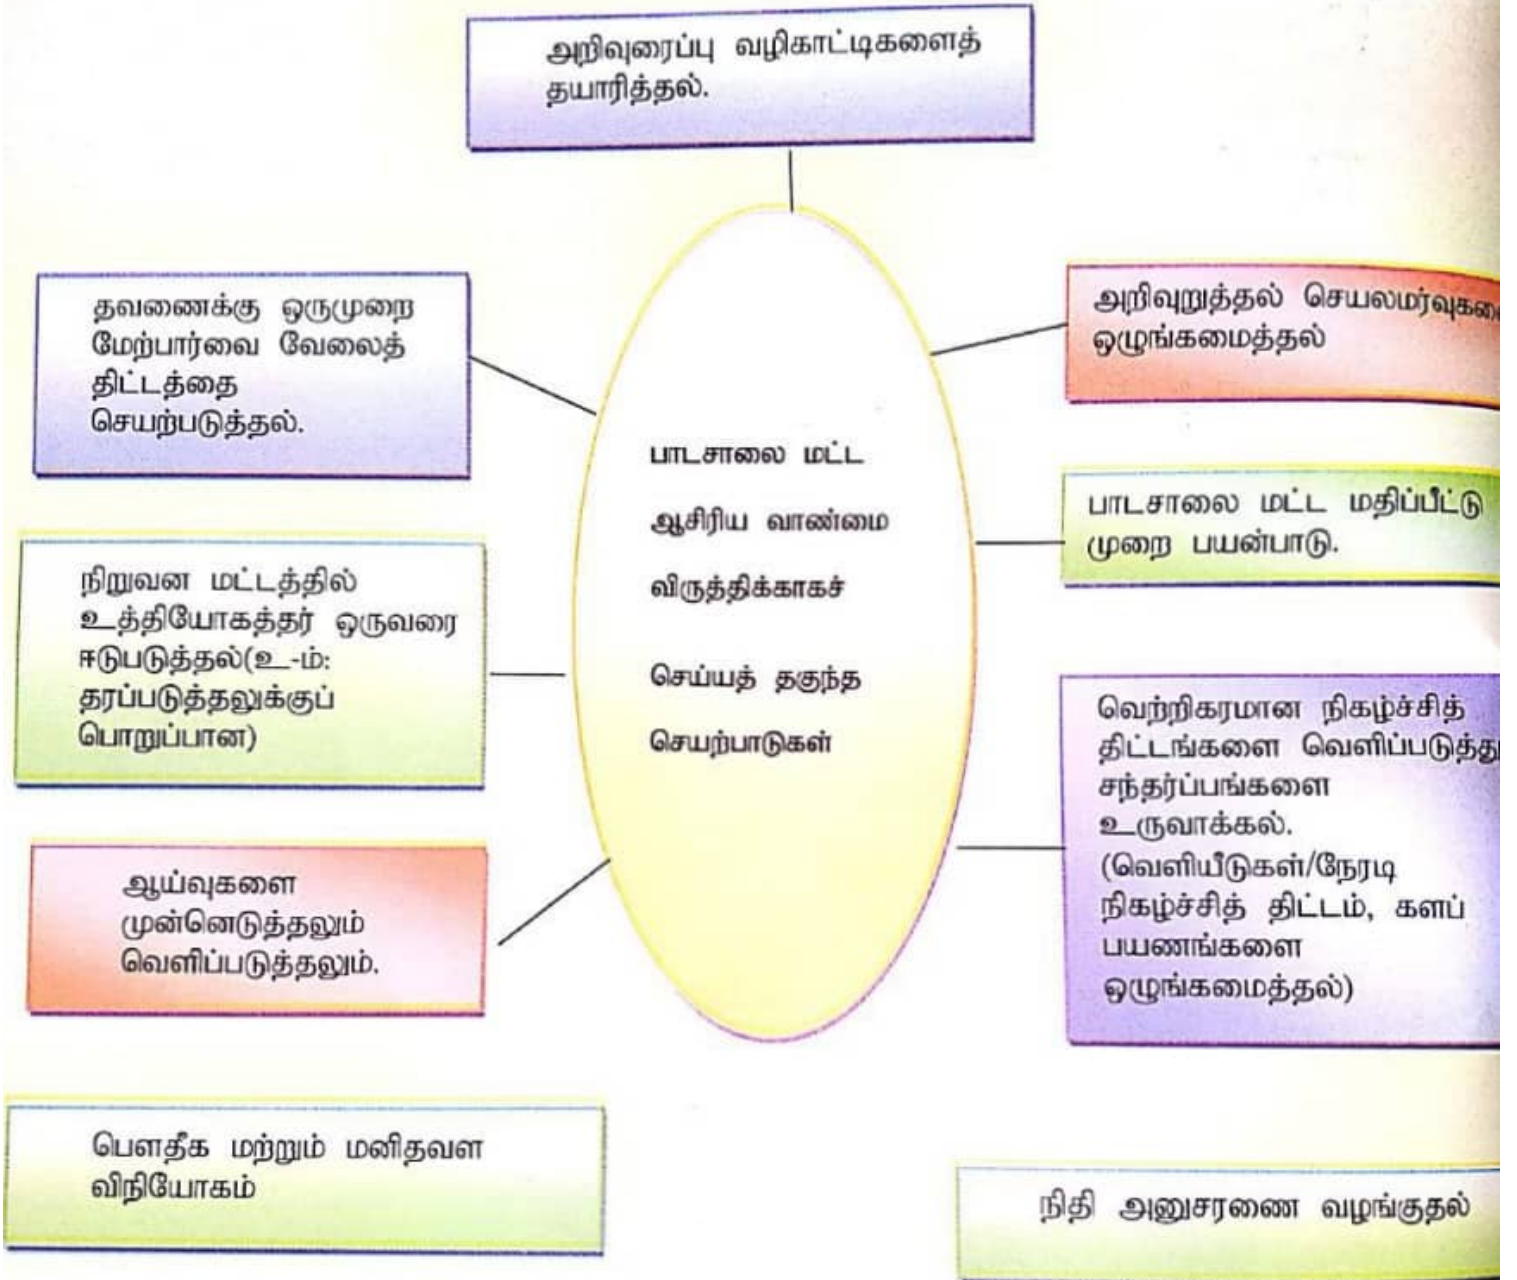 அறிவுரைப்பு வழிகாட்டிகளைத்
தயாரித்தல்.
தவணைக்கு ஒருமுறை
மேற்பார்வை வேலைத்
திட்டத்தை
செயற்படுத்தல்.
நிறுவன மட்டத்தில்
உத்தியோகத்தர் ஒருவரை
ஈடுபடுத்தல்(உ-ம்:
தரப்படுத்தலுக்குப்
பொறுப்பான)
ஆய்வுகளை
முன்னெடுத்தலும்
வெளிப்படுத்தலும்.
பௌதீக மற்றும் மனிதவள
விநியோகம்
பாடசாலை மட்ட
ஆசிரிய வாண்மை
விருத்திக்காகச்
செய்யத் தகுந்த
செயற்பாடுகள்
அறிவுறுத்தல்
ஒழுங்கமைத்தல்
பாடசாலை மட்ட மதிப்பீட்டு
முறை பயன்பாடு.
வெற்றிகரமான நிகழ்ச்சித்
திட்டங்களை
சந்தர்ப்பங்களை
உருவாக்கல்.
(வெளியீடுகள்/நேரடி
நிகழ்ச்சித் திட்டம், களப்
பயணங்களை
ஒழுங்கமைத்தல்)
நிதி அனுசரணை வழங்குதல்